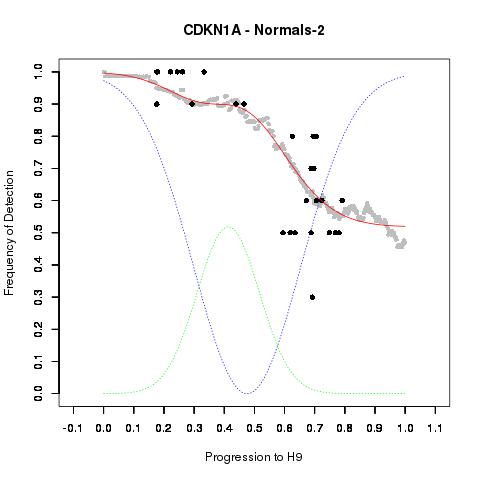 CDKN1A - Normals-2
Frequency of Detection
1.0
0.9
0.8
0.7
0.6
0.5
0.4
0.3
0.2
0.1
0.0
-0.1 0.0 0.1 0.2 0.3 0.4 0.5 0.6 0.7 0.8 0.9 1.0 1.1
Progression to H9